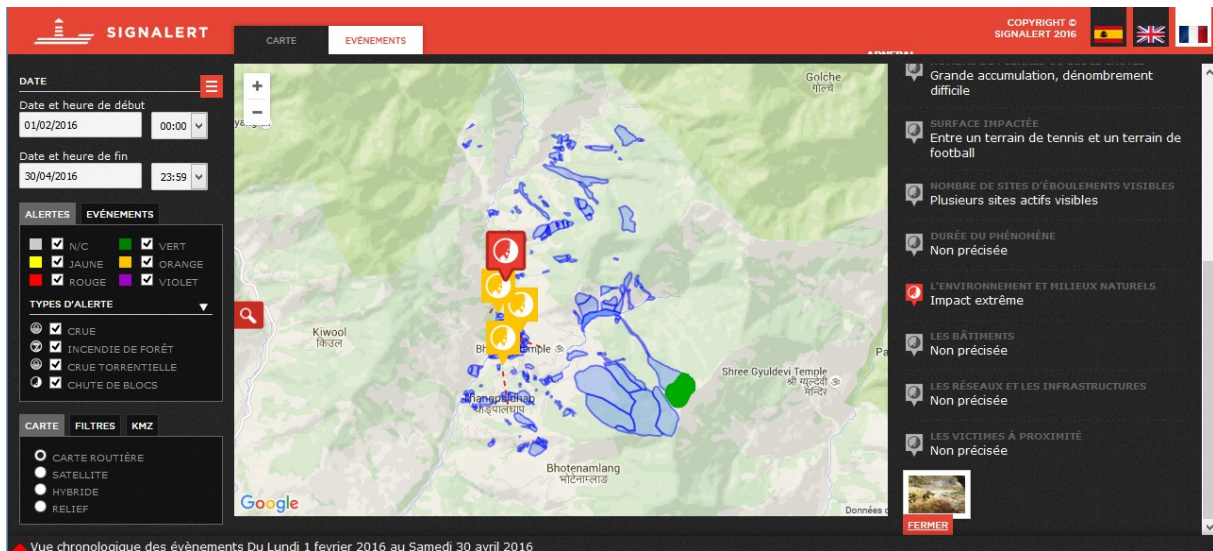 SIGNALERT
CARTE
EVÉNEMENTS
COPYRIGHT ©
SIGNALERT 2016
DATE
Date et heure de début
01/02/2016
00:00
Date et heure de fin
30/04/2016
23:59
ALERTES
EVÉNEMENTS
N/C
VERT
JAUNE
ORANGE
ROUGE
VIOLET
TYPES D'ALERTE
CRUE
INCENDIE DE FORÊT
CRUE TORRENTIELLE
CHUTE DE BLOCS
CARTE
FILTRES
KMZ
CARTE ROUTIÈRE
SATELLITE
HYBRIDE
RELIEF
+
−
Golche
गोल्चे
Kiwool
किउल
Shree Gyuldevi Temple
श्री ग्यल्देवी
मन्दिर
Bhotenamlang
भोटेनाम्लाङ
Google
Données
Grande accumulation, dénombrement
difficile
SURFACE IMPACTÉE
Entre un terrain de tennis et un terrain de
football
NOMBRE DE SITES D'ÉBOULEMENTS VISIBLES
Plusieurs sites actifs visibles
DURÉE DU PHÉNOMÈNE
Non précisée
L'ENVIRONNEMENT ET MILIEUX NATURELS
Impact extrême
LES BÂTIMENTS
Non précisée
LES RÉSEAUX ET LES INFRASTRUCTURES
Non précisée
LES VICTIMES À PROXIMITÉ
Non précisée
FERMER
Vue chronologique des évènements Du Lundi 1 fevrier 2016 au Samedi 30 avril 2016